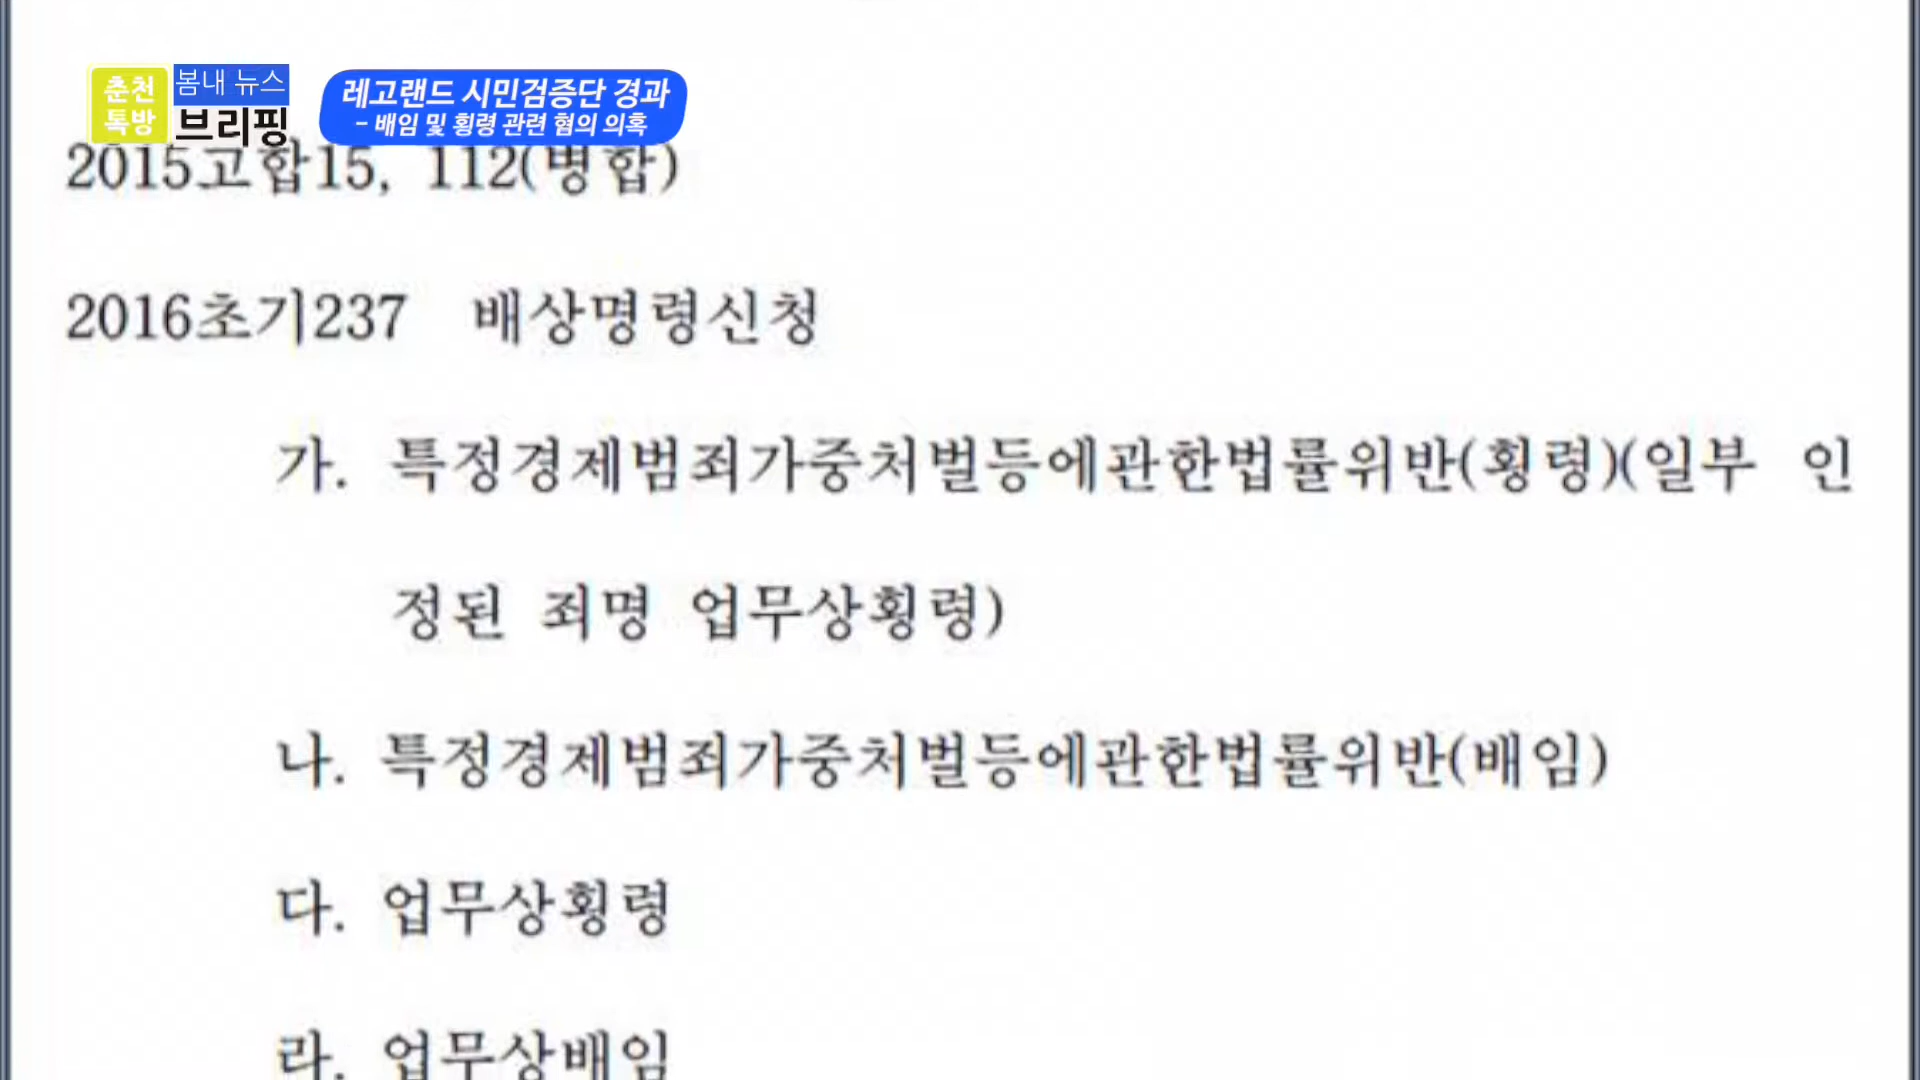 춘천
톡방
봄내 뉴스
브리핑
레고랜드 시민검증단 경과
- 배임 및 횡령 관련 혐의 의혹
2015고합15, 112(병합)
2016초기237 배상명령신청
가. 특정경제범죄가중처벌등에관한법률위반(횡령)(일부 인
정된 죄명 업무상횡령)
나. 특정경제범죄가중처벌등에관한법률위반(배임)
다. 업무상횡령
라. 업무상배임